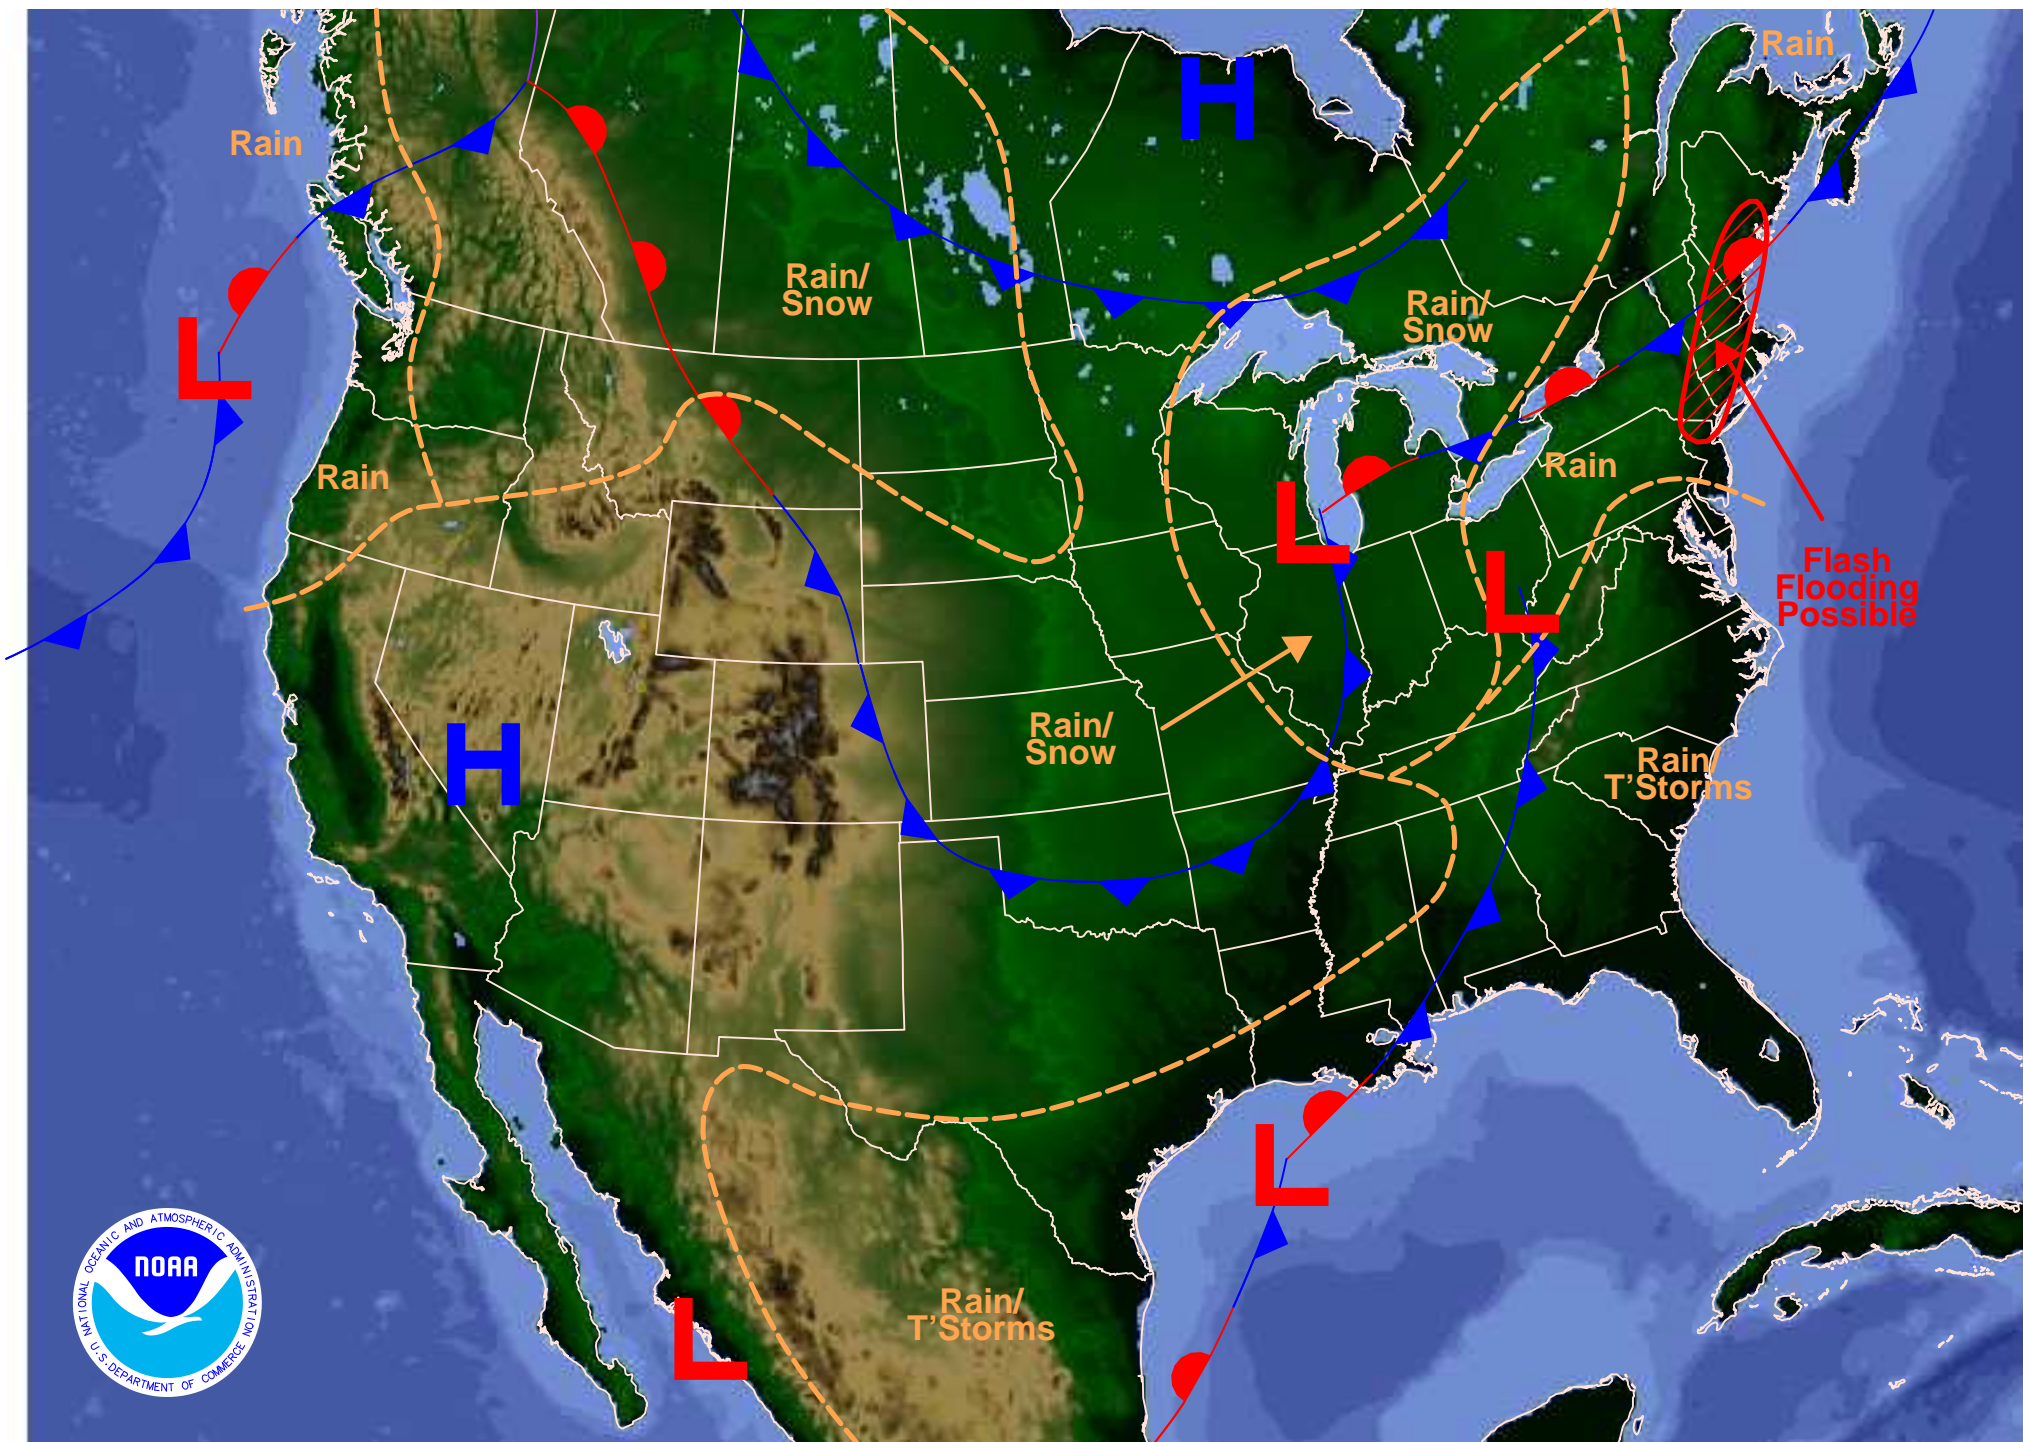 Rain
H
Rain
Rain/
Snow
Rain/
Snow
L
Rain
Rain
L
L
Flash
Flooding
Possible
H
Rain/
Snow
Rain
T'Storms
L
L
Rain/
T'Storms
NATIONAL OCEANIC AND ATMOSPHERIC ADMINISTRATION
NOAA
U.S. DEPARTMENT OF COMMERCE